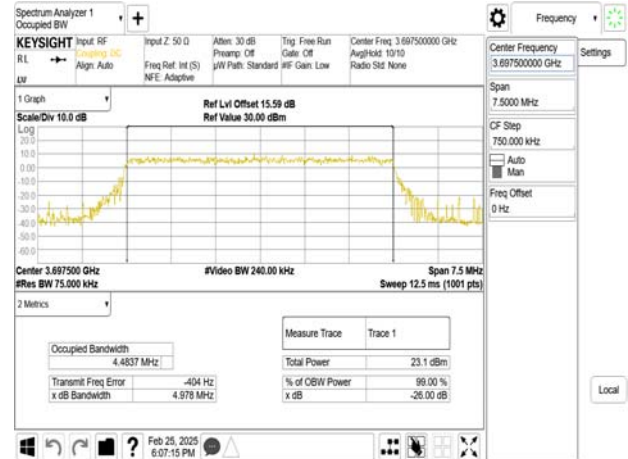 Spectrum Analyzer 1
Occupied BW
Frequency
KEYSIGHT Input: RF Input Z: 50 Ω Atten: 30 dB Trig: Free Run Center Freq: 3.697500000 GHz
RL Coupling: DC Preamp: Off Gate: Off Avg|Hold: 10/10
Align: Auto Freq Ref: Int (S) µW Path: Standard #IF Gain: Low Radio Std: None
NFE: Adaptive
Center Frequency
3.697500000 GHz
Settings
Span
7.5000 MHz
CF Step
750.000 kHz
Auto
Man
Freq Offset
0 Hz
Local
1 Graph
Ref Lvl Offset 15.59 dB
Scale/Div 10.0 dB Ref Value 30.00 dBm
Log
20.0
10.0
0.00
-10.0
-20.0
-30.0
-40.0
-50.0
-60.0
Center 3.697500 GHz #Video BW 240.00 kHz Span 7.5 MHz
#Res BW 75.000 kHz Sweep 12.5 ms (1001 pts)
2 Metrics
Measure Trace Trace 1
Occupied Bandwidth
4.4837 MHz
Total Power 23.1 dBm
Transmit Freq Error -404 Hz % of OBW Power 99.00 %
x dB Bandwidth 4.978 MHz x dB -26.00 dB
Feb 25, 2025
6:07:15 PM